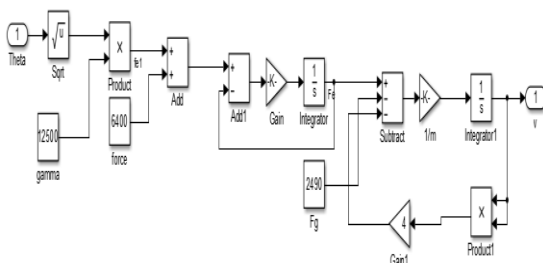 1
Theta
√u
Sqrt
×
Product
fe1
12500
gamma
6400
force
+
+
Add
+
−
Add1
-K-
Gain
1
s
Integrator
Fe
2490
Fg
+
−
−
Subtract
-K-
1/m
1
s
Integrator1
1
v
4
Gain1
×
Product1